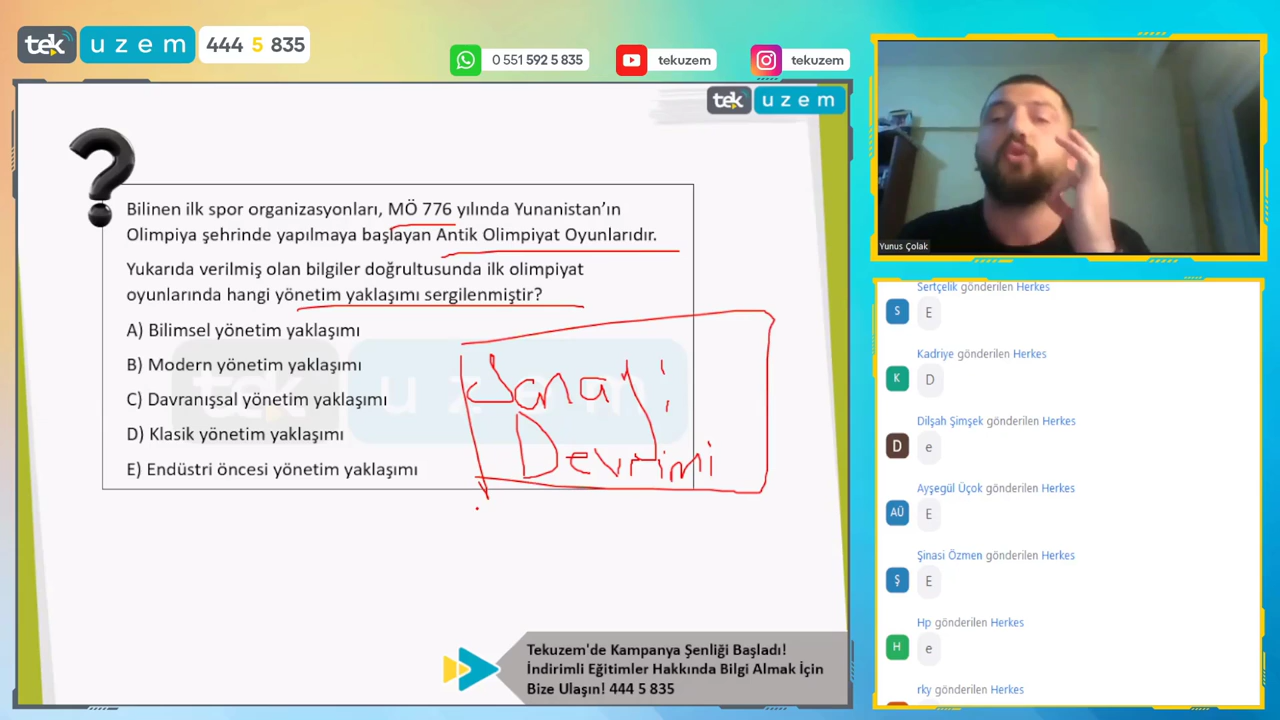 tek uzem 444 5 835
0 551 592 5 835
tekuzem
tekuzem
tek uzem
Bilinen ilk spor organizasyonları, MÖ 776 yılında Yunanistan’ın
Olimpiya şehrinde yapılmaya başlayan Antik Olimpiyat Oyunlarıdır.
Yukarıda verilmiş olan bilgiler doğrultusunda ilk olimpiyat
oyunlarında hangi yönetim yaklaşımı sergilenmiştir?
A) Bilimsel yönetim yaklaşımı
B) Modern yönetim yaklaşımı
C) Davranışsal yönetim yaklaşımı
D) Klasik yönetim yaklaşımı
E) Endüstri öncesi yönetim yaklaşımı
tek uzem
Sanayi
Devrimi
Tekuzem'de Kampanya Şenliği Başladı!
İndirimli Eğitimler Hakkında Bilgi Almak İçin
Bize Ulaşın! 444 5 835
Yunus Çolak
Sertçelik gönderilen Herkes
S E
Kadriye gönderilen Herkes
K D
Dilşah Şimşek gönderilen Herkes
D e
Ayşegül Üçok gönderilen Herkes
AÜ E
Şinasi Özmen gönderilen Herkes
Ş E
Hp gönderilen Herkes
H e
rky gönderilen Herkes